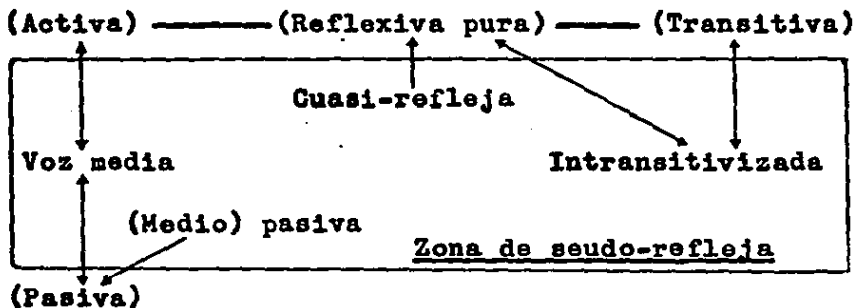 (Activa) —— (Reflexiva pura) —— (Transitiva)
Cuasi-refleja
Voz media Intransitivizada
(Medio) pasiva
Zona de seudo-refleja
(Pasiva)